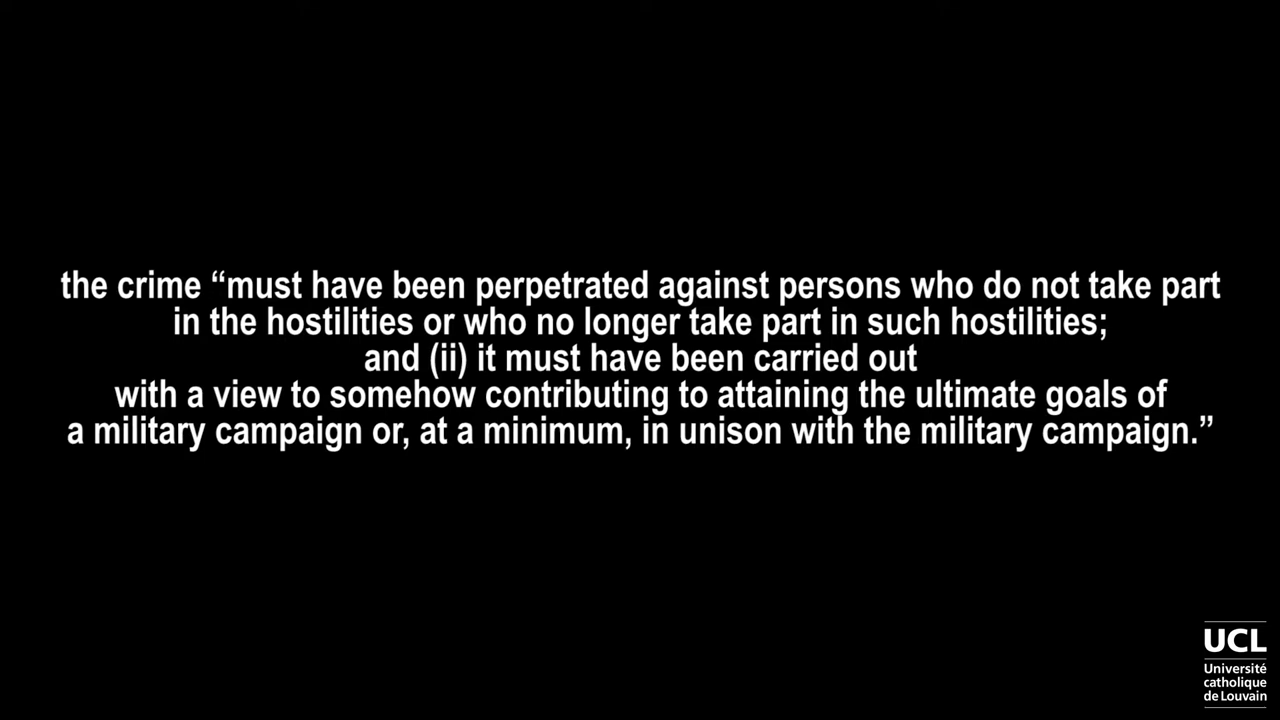 the crime “must have been perpetrated against persons who do not take part
in the hostilities or who no longer take part in such hostilities;
and (ii) it must have been carried out
with a view to somehow contributing to attaining the ultimate goals of
a military campaign or, at a minimum, in unison with the military campaign.”
UCL
Université
catholique
de Louvain